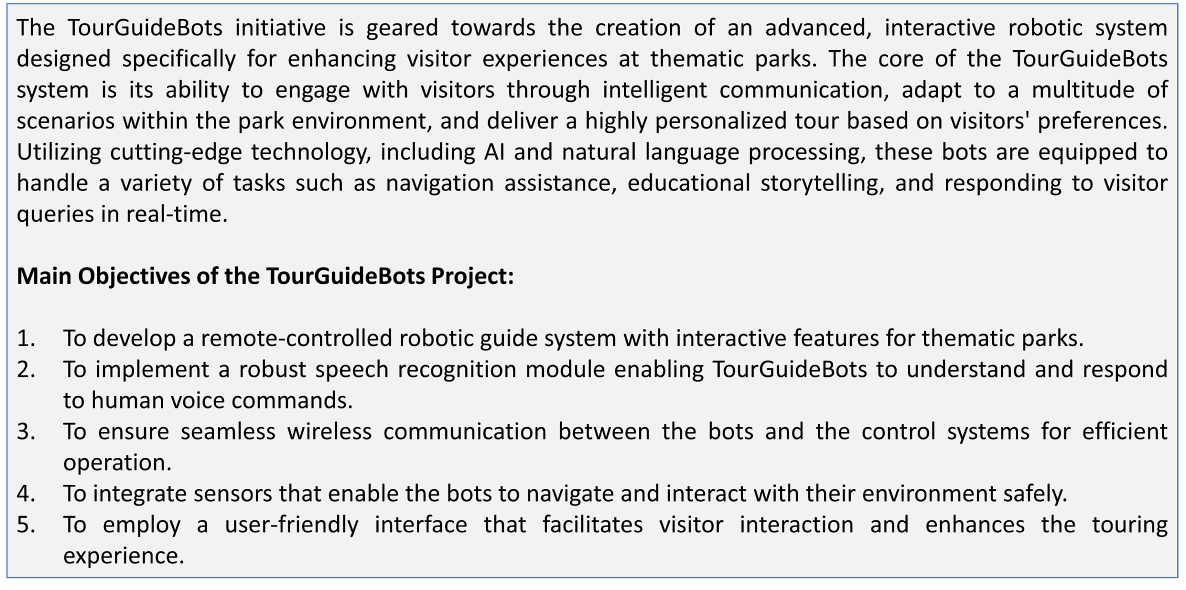 The TourGuideBots initiative is geared towards the creation of an advanced, interactive robotic system
designed specifically for enhancing visitor experiences at thematic parks. The core of the TourGuideBots
system is its ability to engage with visitors through intelligent communication, adapt to a multitude of
scenarios within the park environment, and deliver a highly personalized tour based on visitors' preferences.
Utilizing cutting-edge technology, including AI and natural language processing, these bots are equipped to
handle a variety of tasks such as navigation assistance, educational storytelling, and responding to visitor
queries in real-time.
Main Objectives of the TourGuideBots Project:
1. To develop a remote-controlled robotic guide system with interactive features for thematic parks.
2. To implement a robust speech recognition module enabling TourGuideBots to understand and respond
to human voice commands.
3. To ensure seamless wireless communication between the bots and the control systems for efficient
operation.
4. To integrate sensors that enable the bots to navigate and interact with their environment safely.
5. To employ a user-friendly interface that facilitates visitor interaction and enhances the touring
experience.